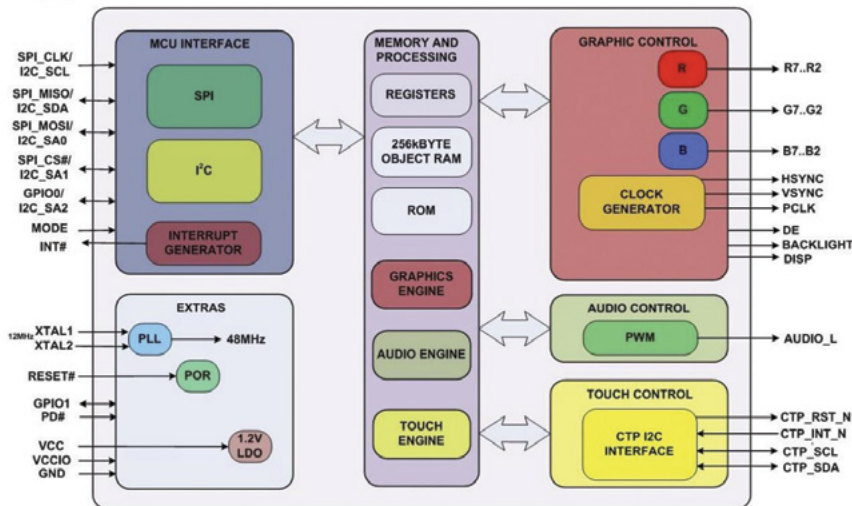 MCU INTERFACE
SPI_CLK/
I2C_SCL
SPI_MISO/
I2C_SDA
SPI_MOSI/
I2C_SA0
SPI_CS#/
I2C_SA1
GPIO0/
I2C_SA2
MODE
INT#
SPI
I²C
INTERRUPT
GENERATOR
EXTRAS
12MHz
XTAL1
XTAL2
PLL
48MHz
RESET#
POR
GPIO1
PD#
VCC
VCCIO
GND
1.2V
LDO
MEMORY AND
PROCESSING
REGISTERS
256kBYTE
OBJECT RAM
ROM
GRAPHICS
ENGINE
AUDIO ENGINE
TOUCH
ENGINE
GRAPHIC CONTROL
R
R7..R2
G
G7..G2
B
B7..B2
CLOCK
GENERATOR
HSYNC
VSYNC
PCLK
DE
BACKLIGHT
DISP
AUDIO CONTROL
PWM
AUDIO_L
TOUCH CONTROL
CTP I2C
INTERFACE
CTP_RST_N
CTP_INT_N
CTP_SCL
CTP_SDA